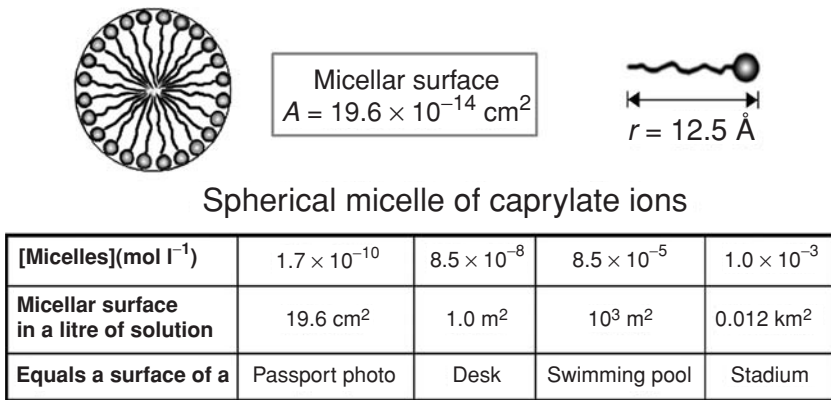 Micellar surface
A = 19.6 × 10⁻¹⁴ cm²
r = 12.5 Å
Spherical micelle of caprylate ions
[Micelles](mol l⁻¹) 1.7 × 10⁻¹⁰ 8.5 × 10⁻⁸ 8.5 × 10⁻⁵ 1.0 × 10⁻³
Micellar surface
in a litre of solution 19.6 cm² 1.0 m² 10³ m² 0.012 km²
Equals a surface of a Passport photo Desk Swimming pool Stadium